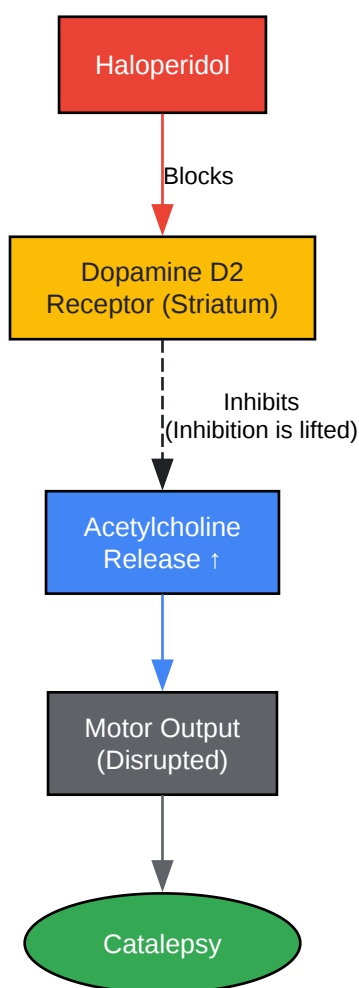 Haloperidol
Blocks
Dopamine D2
Receptor (Striatum)
Inhibits
(Inhibition is lifted)
Acetylcholine
Release ↑
Motor Output
(Disrupted)
Catalepsy